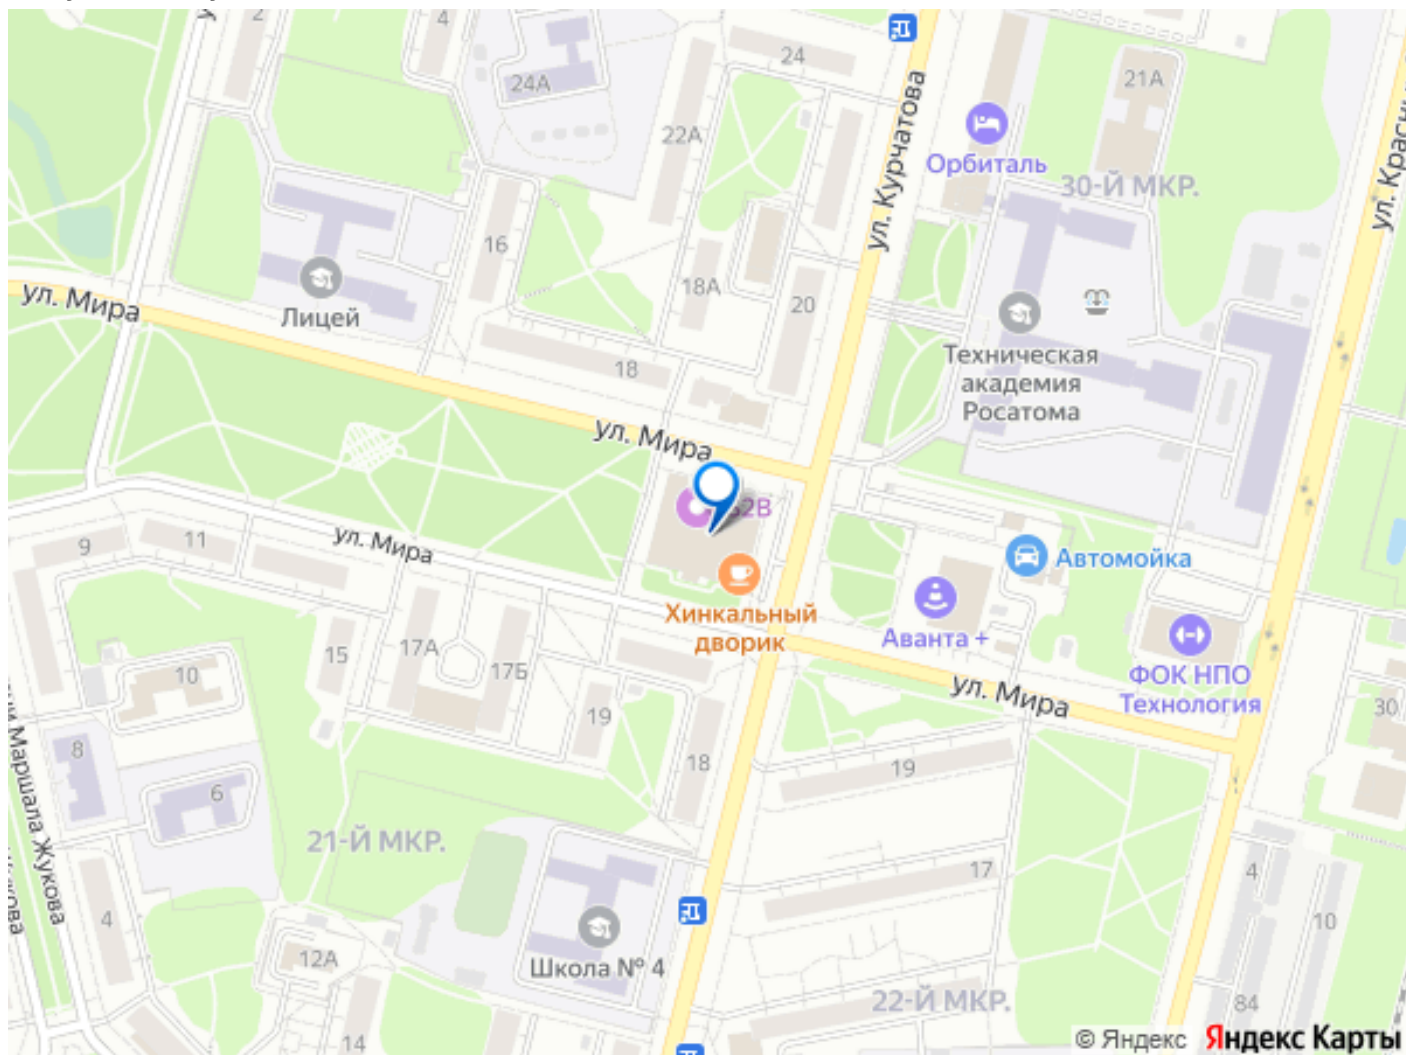 2
4
24
24А
21А
22А
ул. Курчатова
Орбиталь
30-Й МКР.
16
18А
20
ул. Мира
Лицей
Техническая
академия
Росатома
18
ул. Мира
9
11
ул. Мира
Автомойка
Хинкальный
дворик
Аванта +
ФОК НПО
Технология
15
17А
17Б
10
ул. Мира
30
19
8
18
19
6
21-Й МКР.
17
4
4
10
Маршала Жукова
12А
Школа № 4
22-Й МКР.
84
14
© Яндекс Яндекс Карты